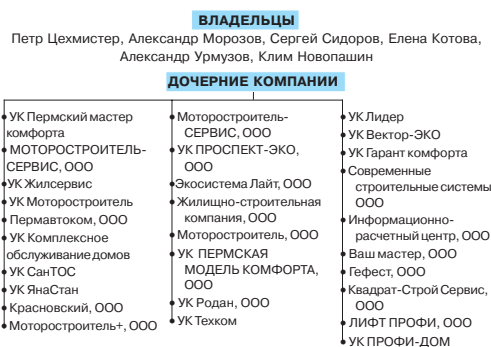 ВЛАДЕЛЬЦЫ
Петр Цехмистер, Александр Морозов, Сергей Сидоров, Елена Котова,
Александр Урмузов, Клим Новопашин
ДОЧЕРНИЕ КОМПАНИИ
УК Пермский мастер
комфорта
МОТОРОСТРОИТЕЛЬ-
СЕРВИС, ООО
УК Жилсервис
УК Моторостроитель
Пермавтоком, ООО
УК Комплексное
обслуживание домов
УК СанТОС
УК ЯнаСтан
Красновский, ООО
Моторостроитель+, ООО
Моторостроитель-
СЕРВИС, ООО
УК ПРОСПЕКТ-ЭКО,
ООО
Экосистема Лайт, ООО
Жилищно-строительная
компания, ООО
Моторостроитель, ООО
УК ПЕРМСКАЯ
МОДЕЛЬ КОМФОРТА,
ООО
УК Родан, ООО
УК Техком
УК Лидер
УК Вектор-ЭКО
УК Гарант комфорта
Современные
строительные системы
ООО
Информационно-
расчетный центр, ООО
Ваш мастер, ООО
Гефест, ООО
Квадрат-Строй Сервис,
ООО
ЛИФТ ПРОФИ, ООО
УК ПРОФИ-ДОМ